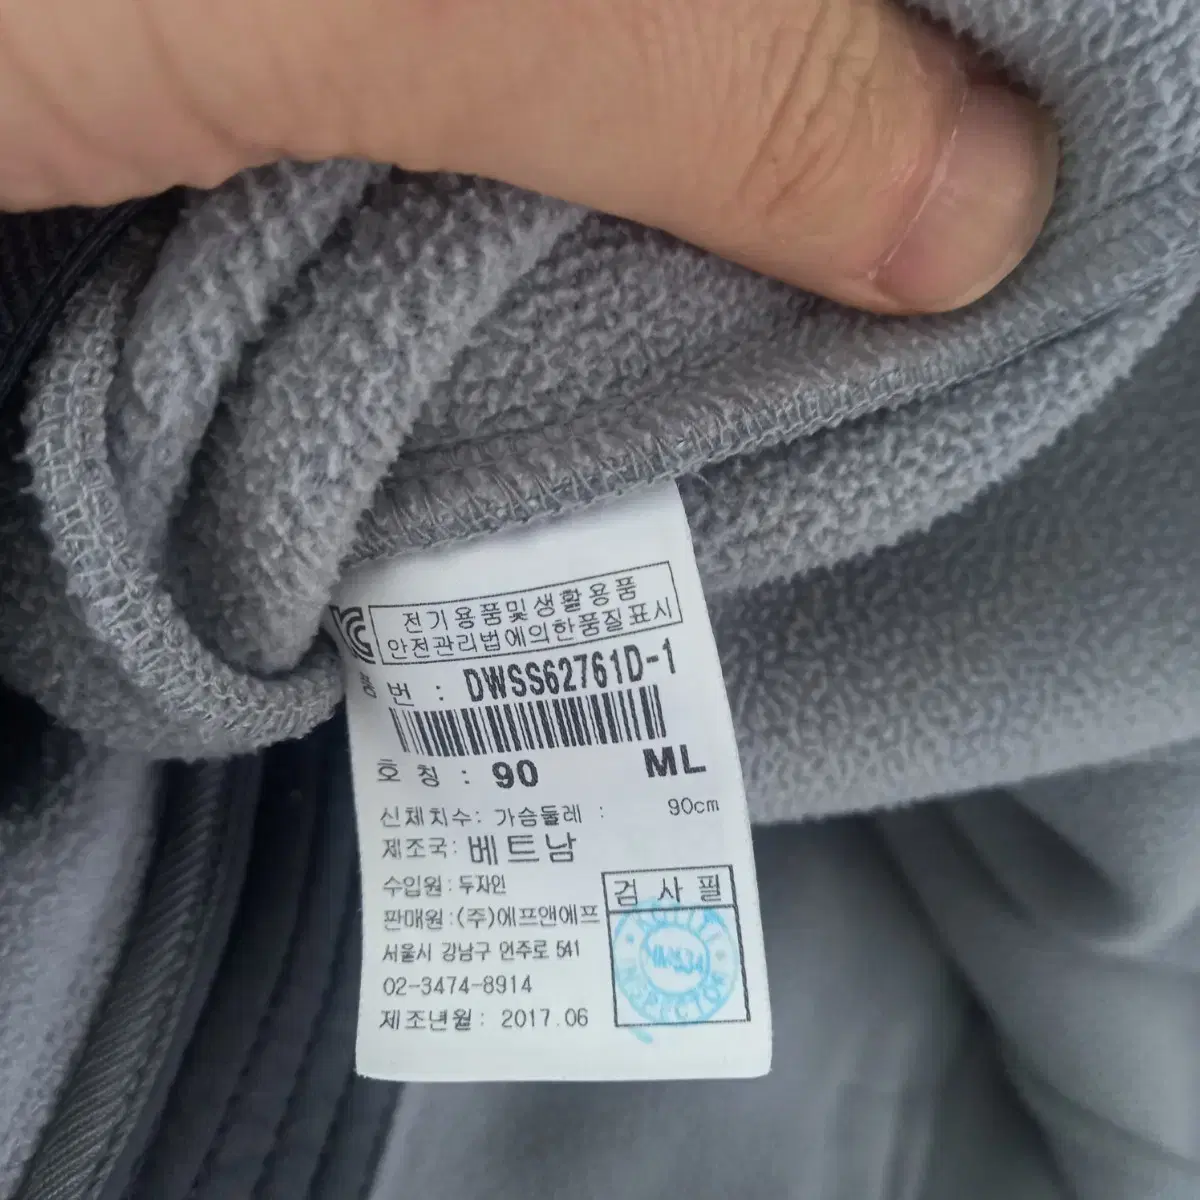 전기용품및생활용품
안전관리법에의한품질표시
품 번 : DWSS62761D-1
호 칭 : 90 ML
신체치수: 가슴둘레 : 90cm
제조국: 베트남
수입원 : 두자인
판매원 :(주)에프앤에프
서울시 강남구 언주로 541
02-3474-8914
제조년월 : 2017.06
검 사 필
INSPECTOR